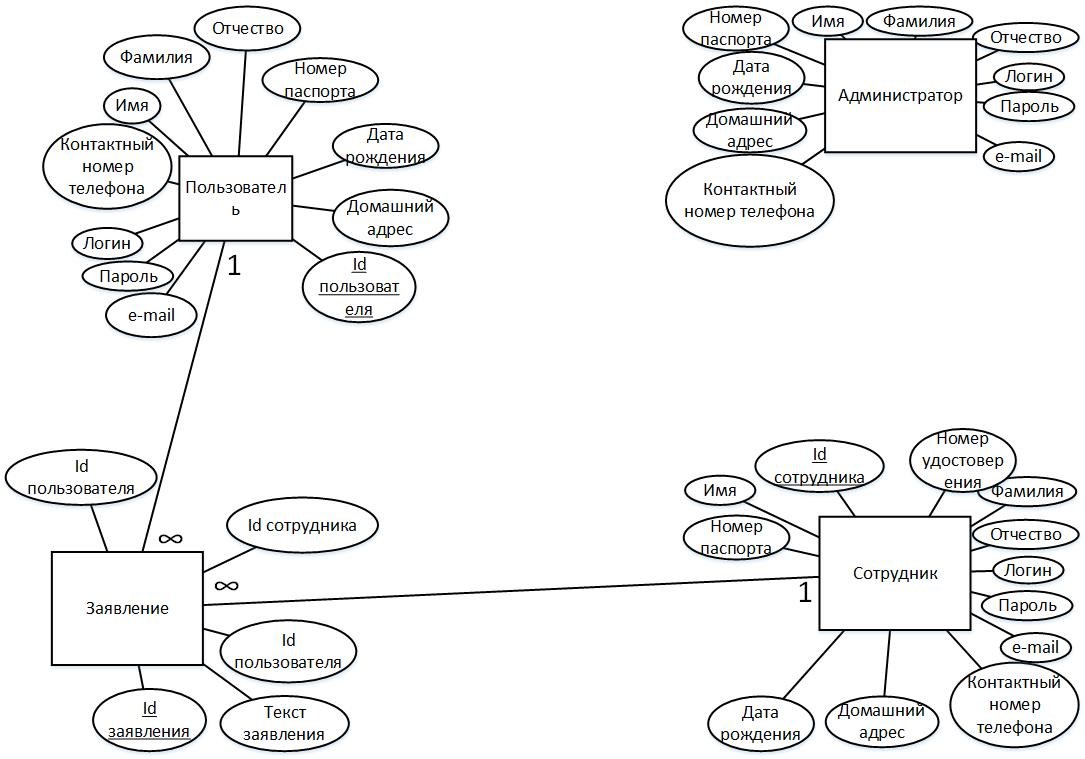 Отчество
Фамилия
Номер
паспорта
Имя
Дата
рождения
Контактный
номер
телефона
Пользовател
ь
Домашний
адрес
Логин
Пароль
e-mail
1
Id
пользоват
еля
Номер
паспорта
Имя
Фамилия
Отчество
Дата
рождения
Логин
Администратор
Пароль
Домашний
адрес
e-mail
Контактный
номер телефона
Id
пользователя
Id сотрудника
∞
∞
Заявление
Id
пользователя
Id
заявления
Текст
заявления
Id
сотрудника
Номер
удостовер
ения
Имя
Фамилия
Номер
паспорта
Отчество
Сотрудник
Логин
1
Пароль
e-mail
Контактный
номер
телефона
Дата
рождения
Домашний
адрес